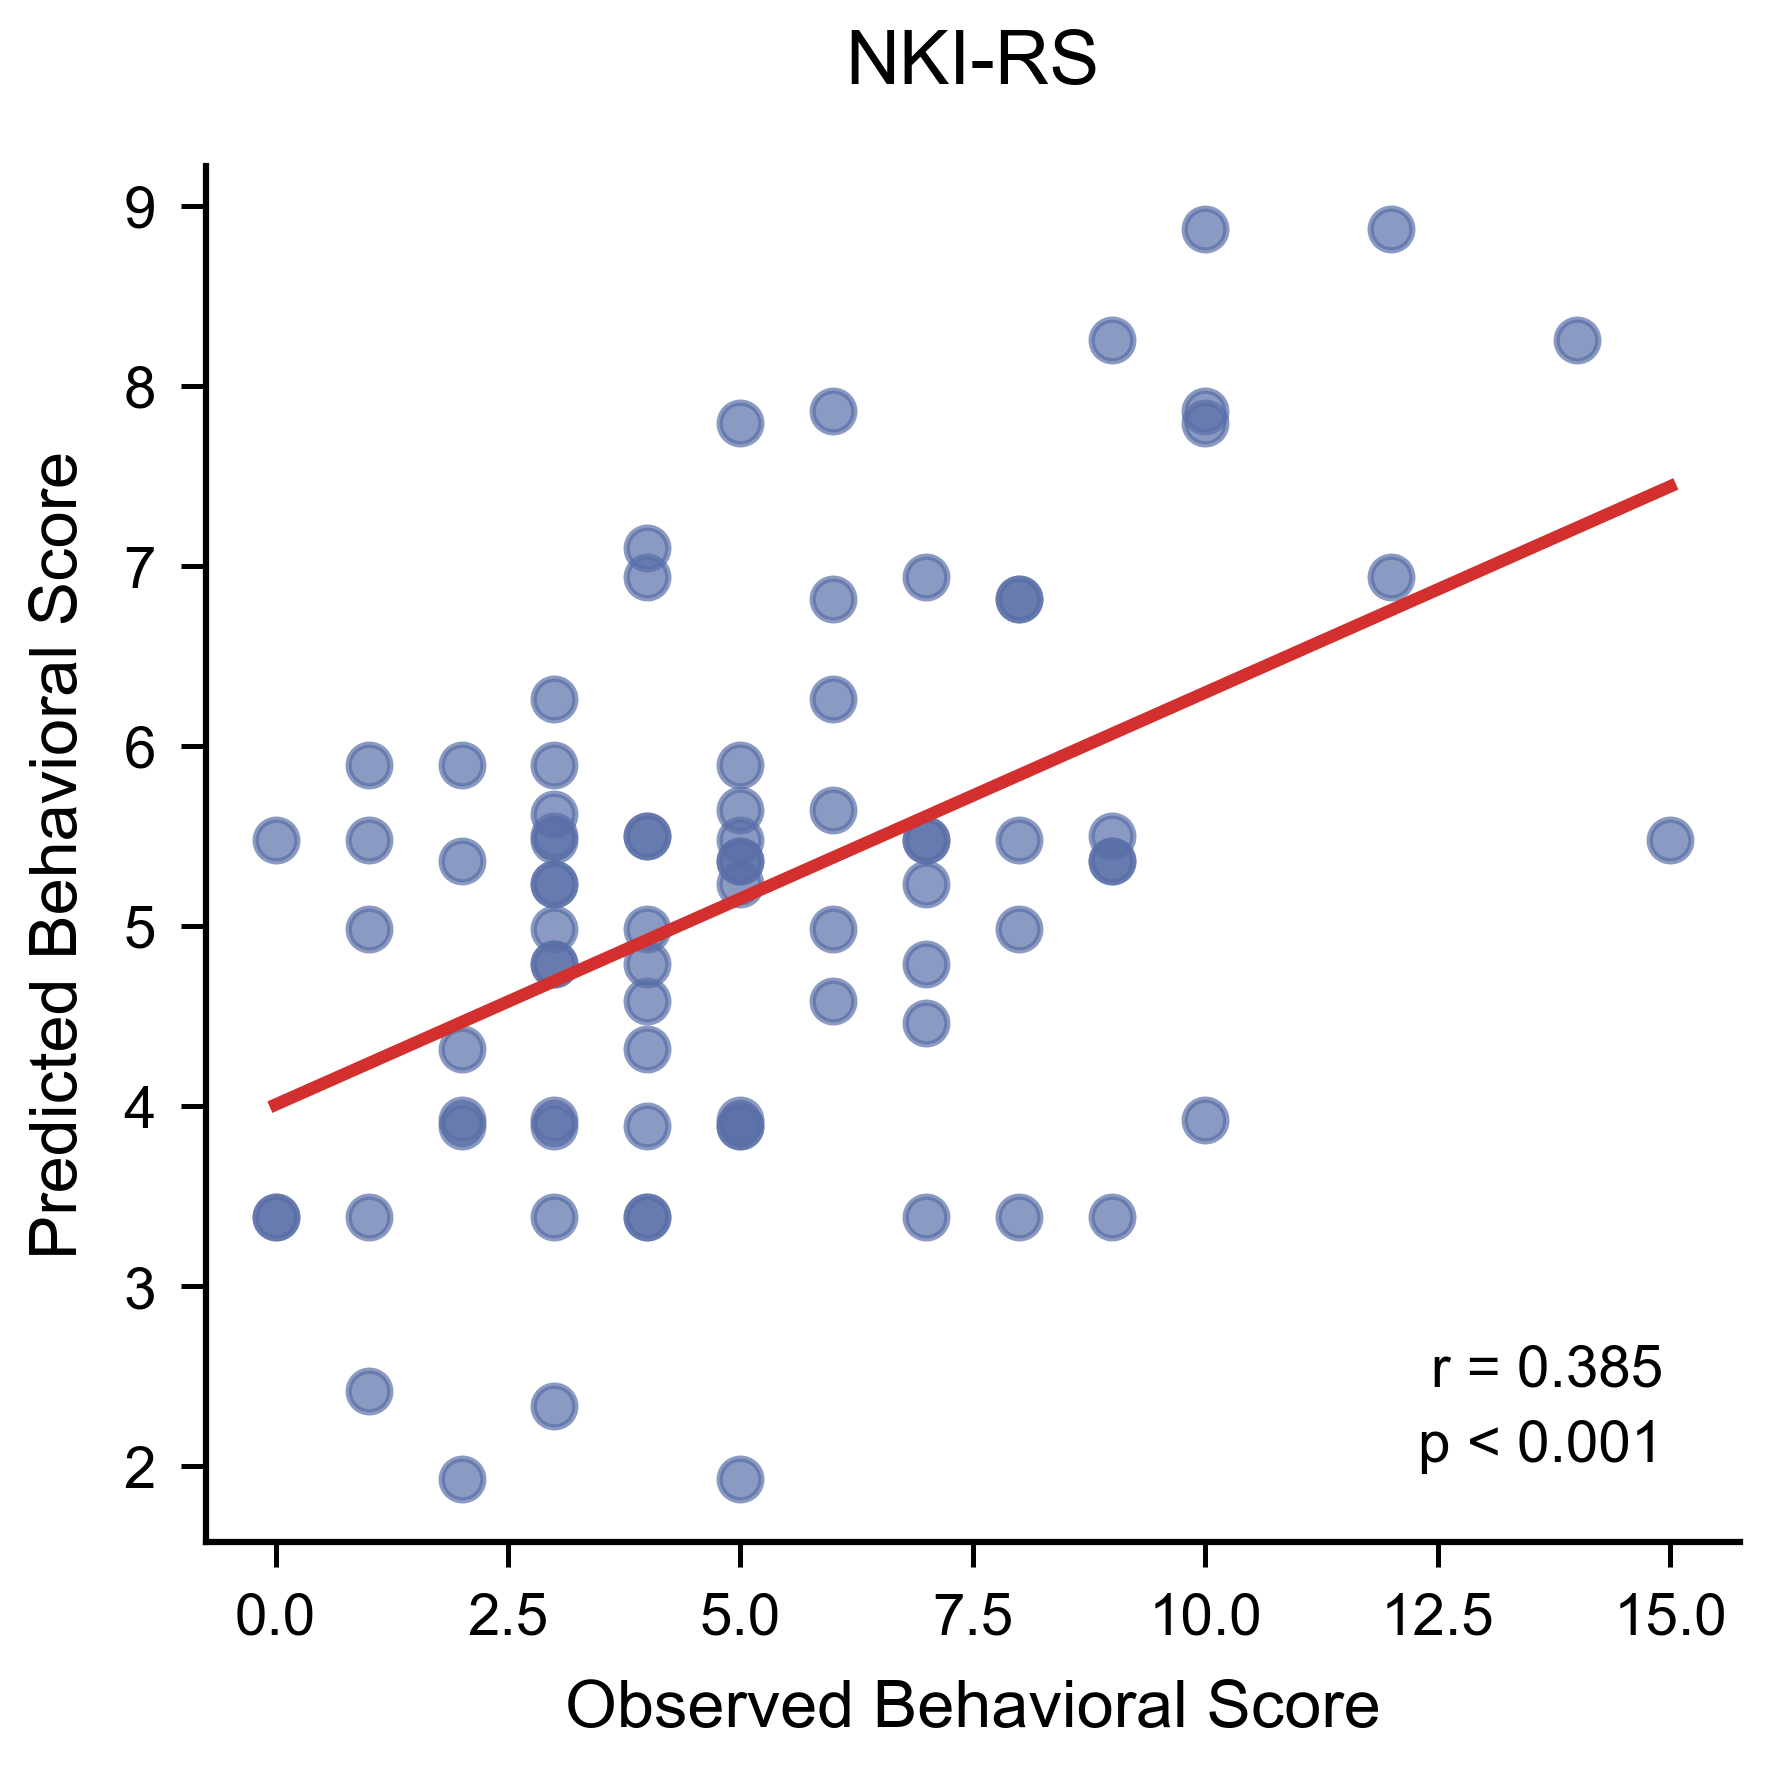 NKI-RS
9
8
7
6
5
4
3
2
Predicted Behavioral Score
r = 0.385
p < 0.001
0.0 2.5 5.0 7.5 10.0 12.5 15.0
Observed Behavioral Score